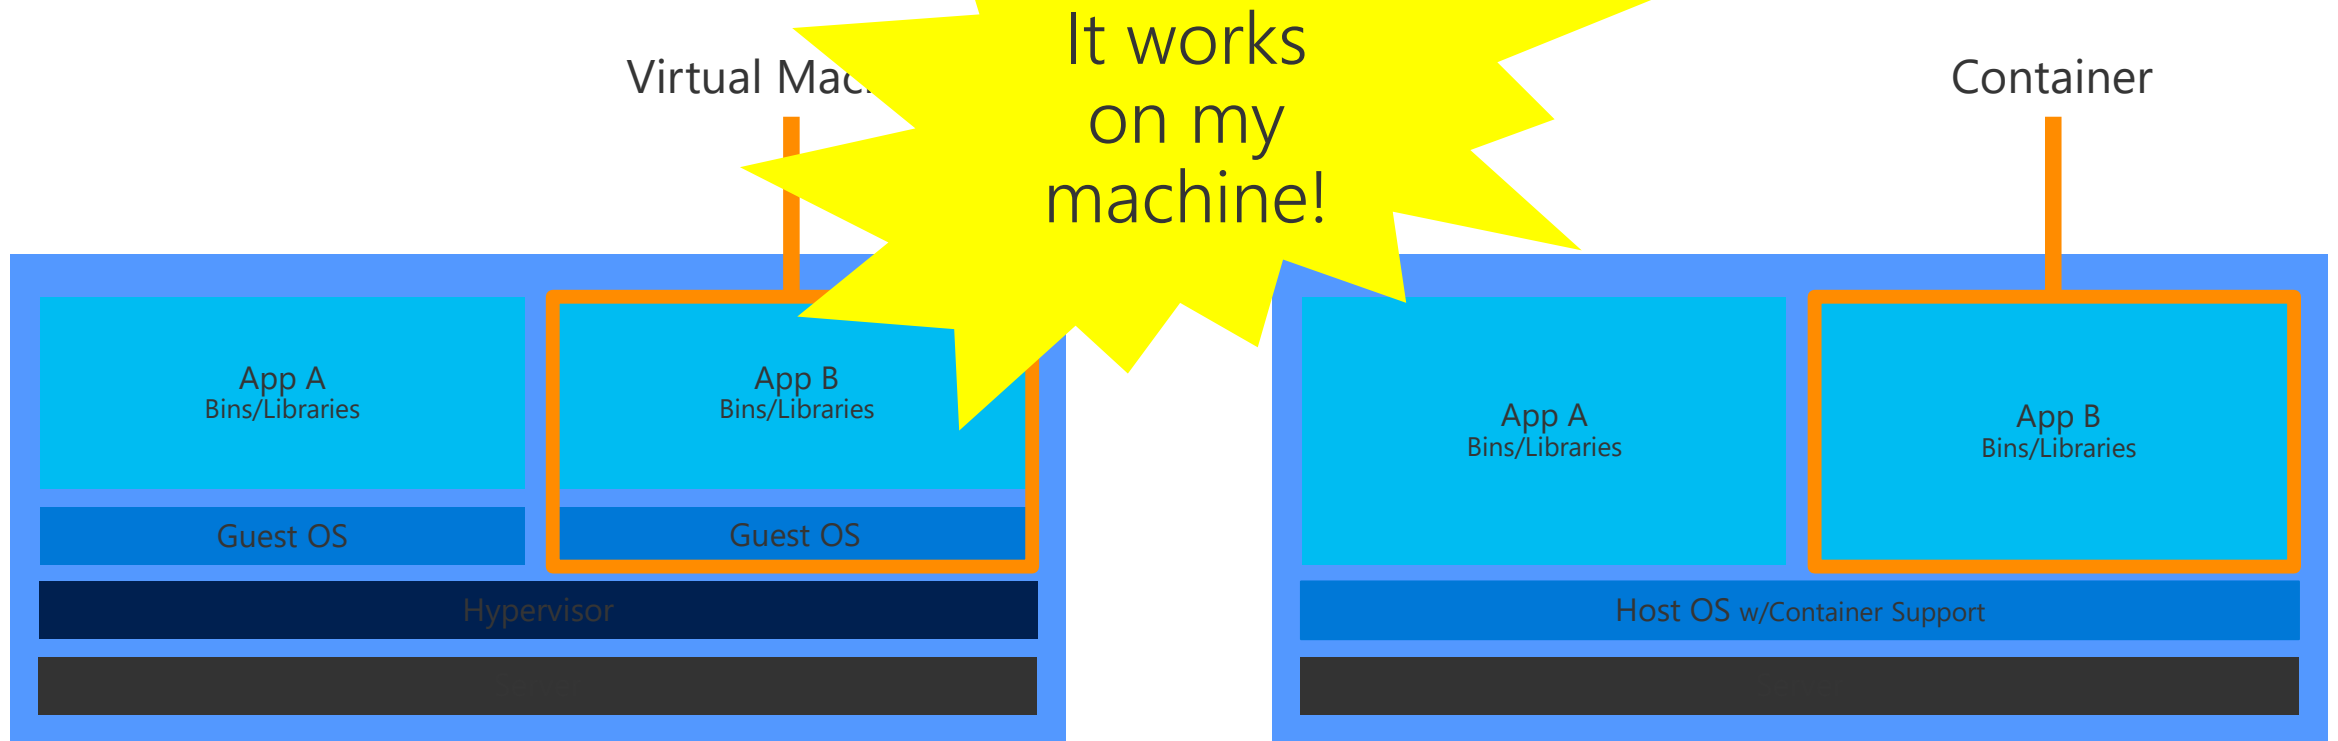 It works
on my
machine!
Virtual Mac
Container
App A
Bins/Libraries
App B
Bins/Libraries
Guest OS
Guest OS
Hypervisor
App A
Bins/Libraries
App B
Bins/Libraries
Host OS w/Container Support